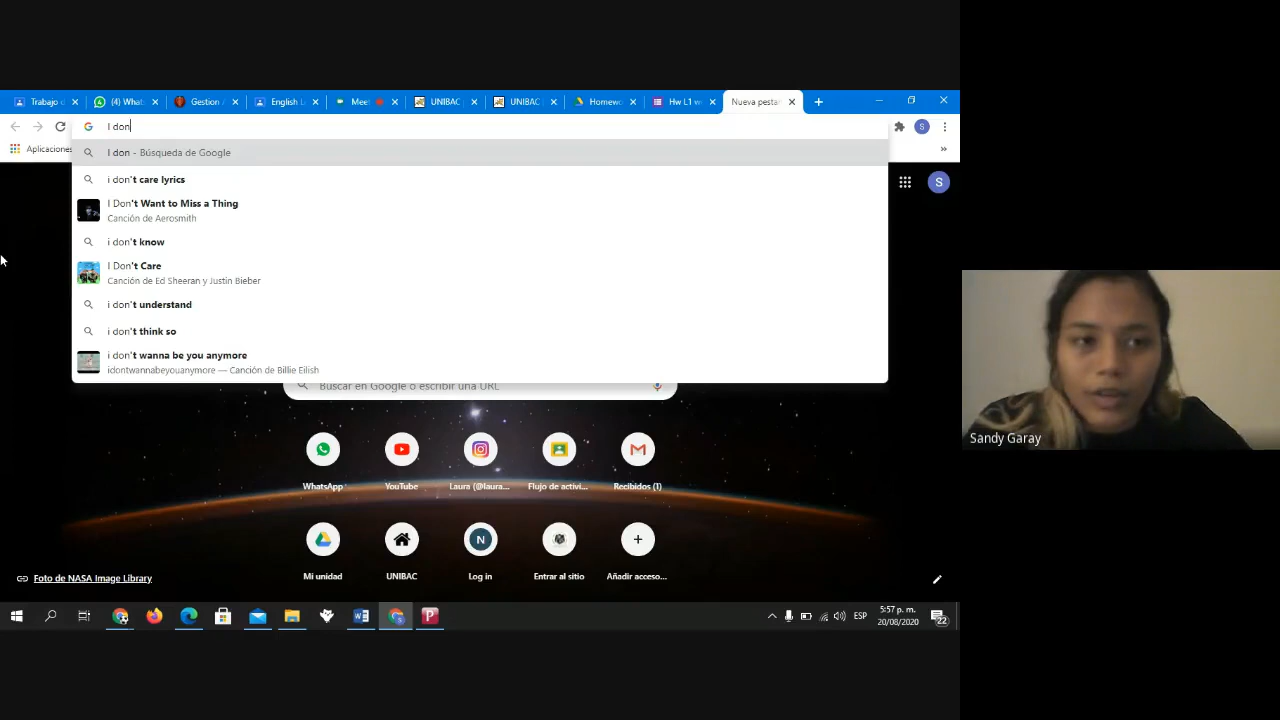 Trabajo d
(4) What
Gestion
English L
Meet
UNIBAC
UNIBAC
Homew
Hw L1 w
Nueva pesta
I don
Aplicaciones
S
I don - Búsqueda de Google
i don't care lyrics
I Don't Want to Miss a Thing
Canción de Aerosmith
i don't know
I Don't Care
Canción de Ed Sheeran y Justin Bieber
i don't understand
i don't think so
i don't wanna be you anymore
idontwannabeyouanymore — Canción de Billie Eilish
S
Buscar en Google o escribir una URL
WhatsApp
YouTube
Laura (@laura...
Flujo de activi...
Recibidos (1)
N
Mi unidad
UNIBAC
Log in
Entrar al sitio
Añadir acceso...
Foto de NASA Image Library
ESP
5:57 p. m.
20/08/2020
22
Sandy Garay